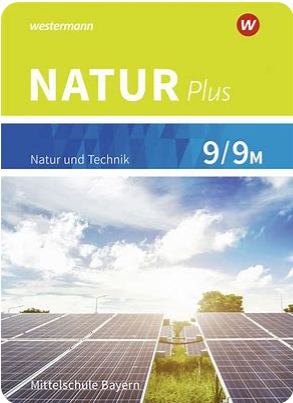 westermann
W
NATUR Plus
Natur und Technik 9/9M
Mittelschule Bayern